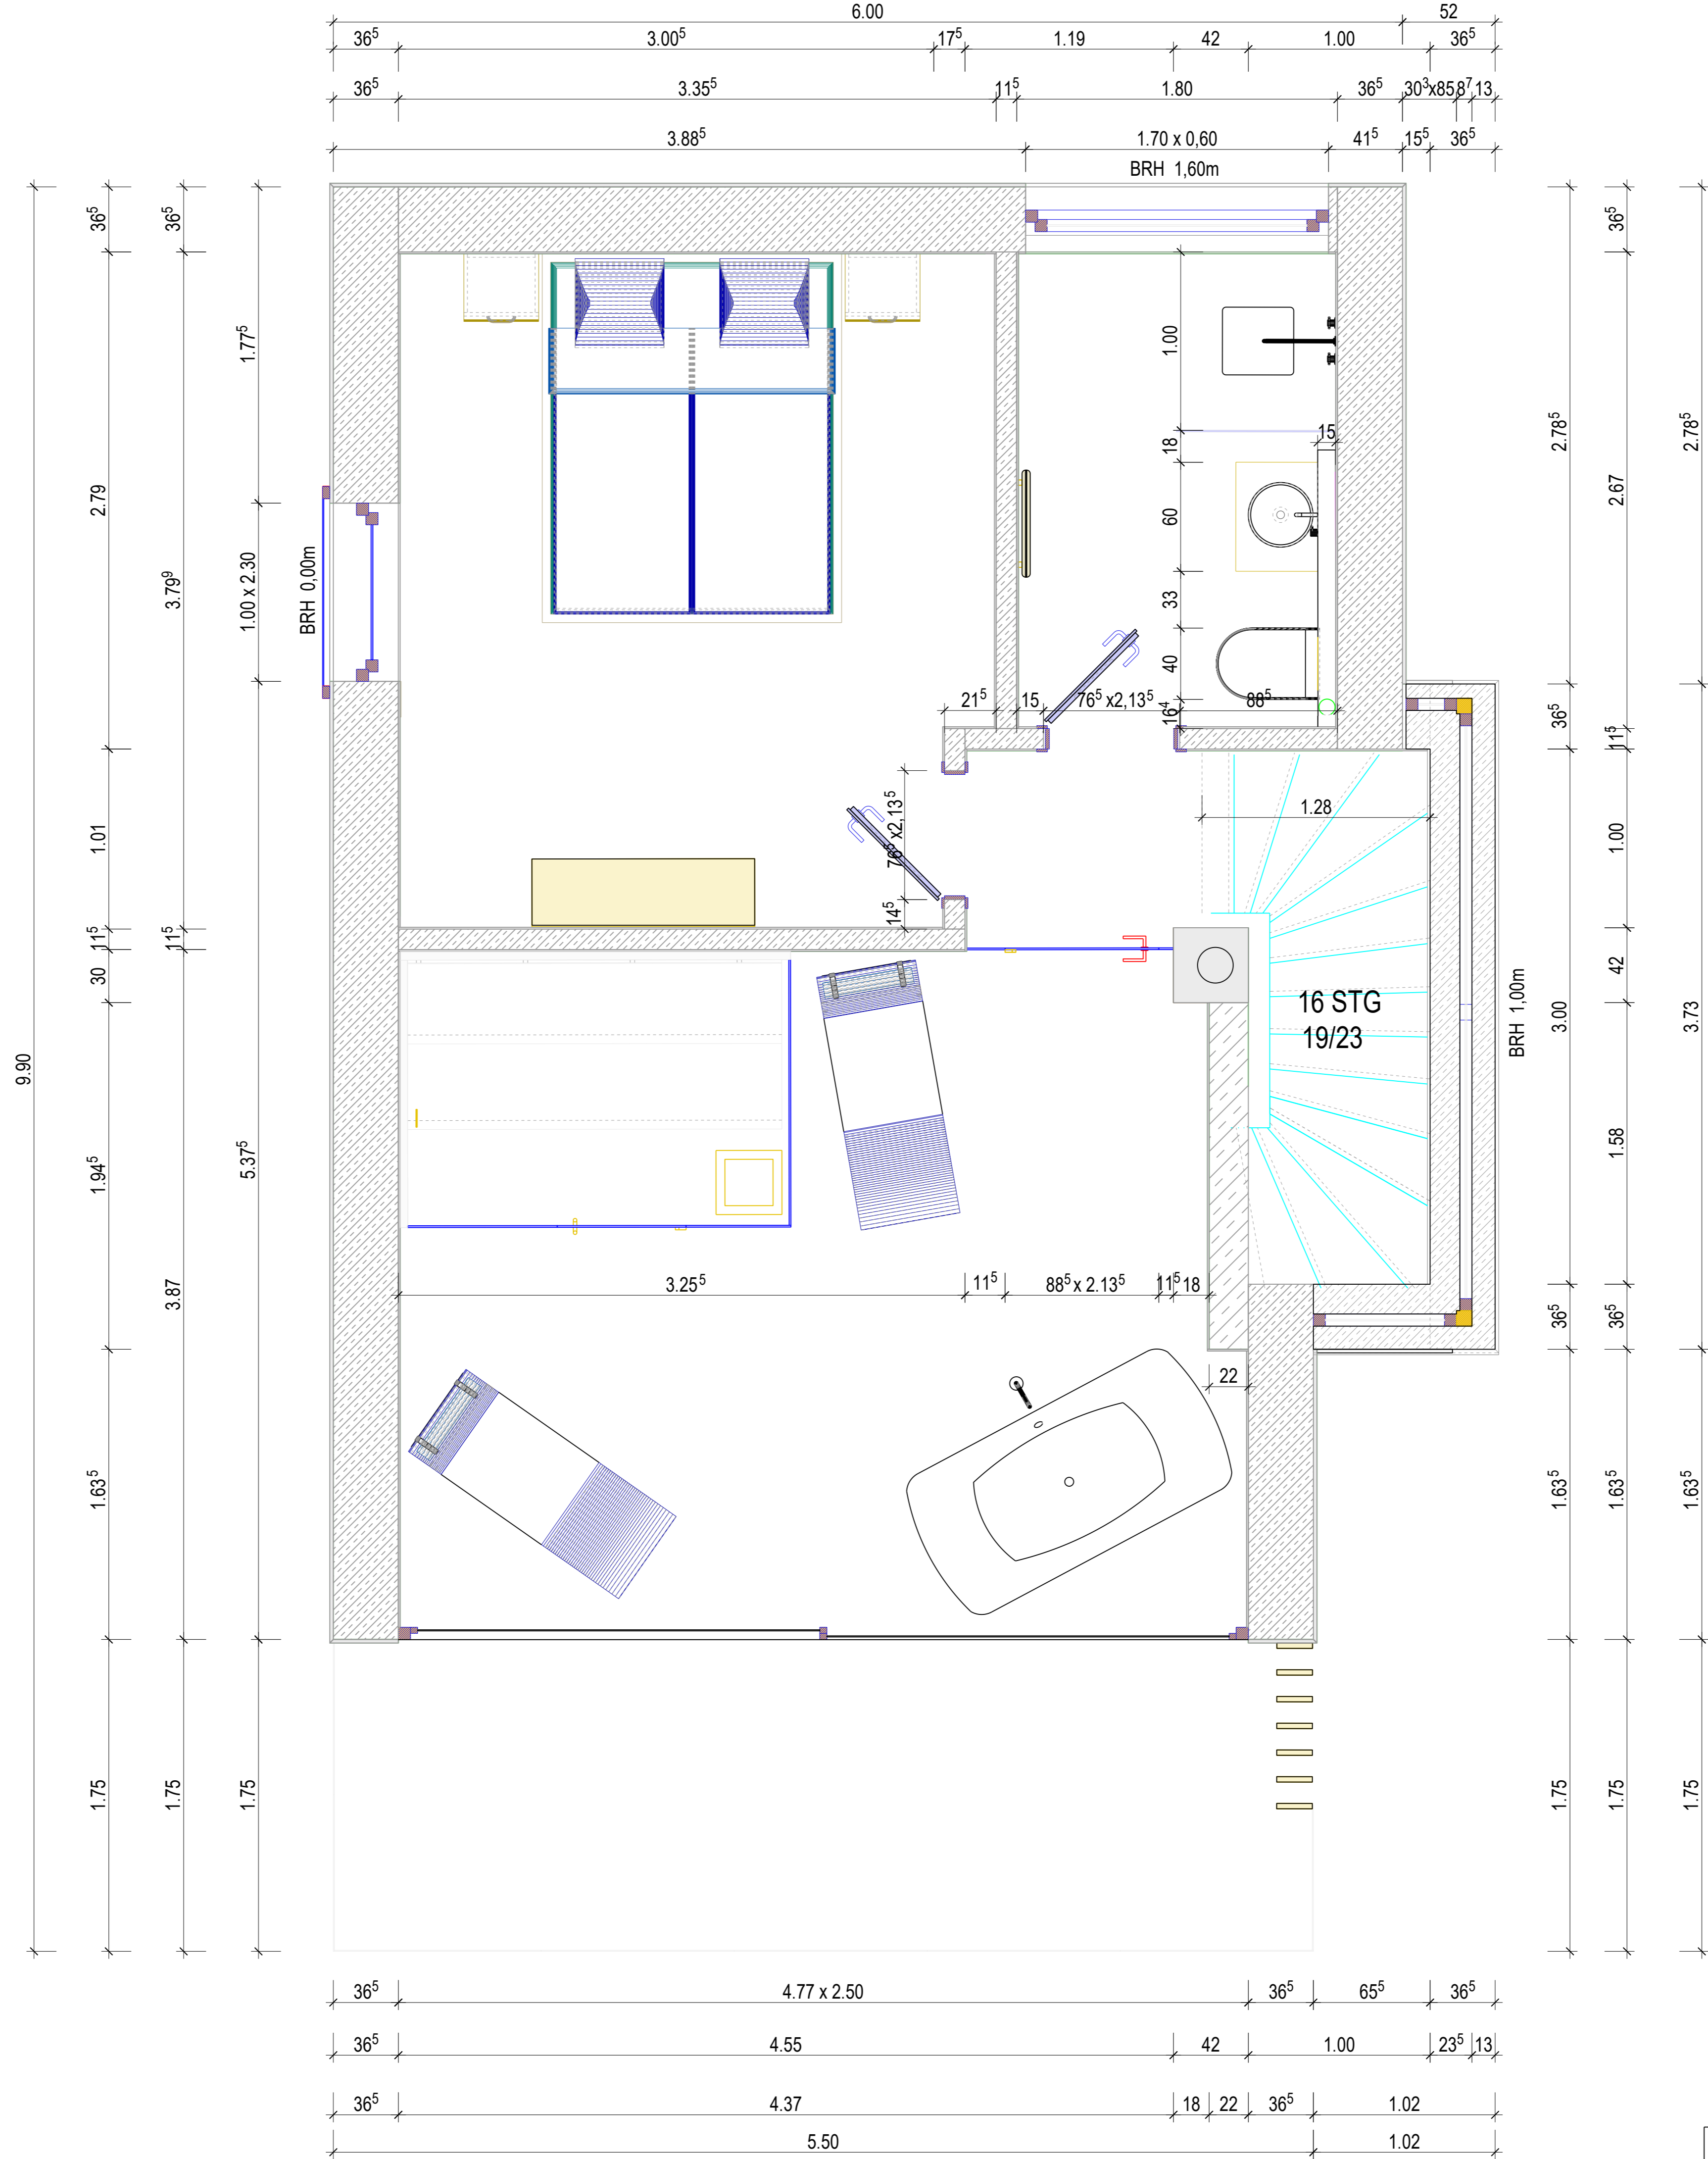 6.00 52
36⁵ 3.00⁵ 17⁵ 1.19 42 1.00 36⁵
36⁵ 3.35⁵ 11⁵ 1.80 36⁵ 30³x85 8⁷ 13
3.88⁵ 1.70 x 0,60 41⁵ 15⁵ 36⁵
BRH 1,60m
9.90
36⁵ 2.79 1.01 11⁵ 30 1.94⁵ 1.63⁵ 1.75
36⁵ 3.79⁹ 11⁵ 3.87 1.75
1.77⁵ 1.00 x 2.30 5.37⁵ 1.75
BRH 0,00m
1.00
18
15
60
33
40
16⁴
21⁵ 15 76⁵ x2,13⁵ 88⁵
76⁵ x2,13⁵
14⁵
1.28
16 STG
19/23
3.25⁵ 11⁵ 88⁵ x 2.13⁵ 11⁵ 18
22
BRH 1,00m
2.78⁵ 36⁵ 3.00 36⁵ 1.63⁵ 1.75
36⁵ 2.67 11⁵ 1.00 42 1.58 36⁵ 1.63⁵ 1.75
2.78⁵ 3.73 1.63⁵ 1.75
36⁵ 4.77 x 2.50 36⁵ 65⁵ 36⁵
36⁵ 4.55 42 1.00 23⁵ 13
36⁵ 4.37 18 22 36⁵ 1.02
5.50 1.02